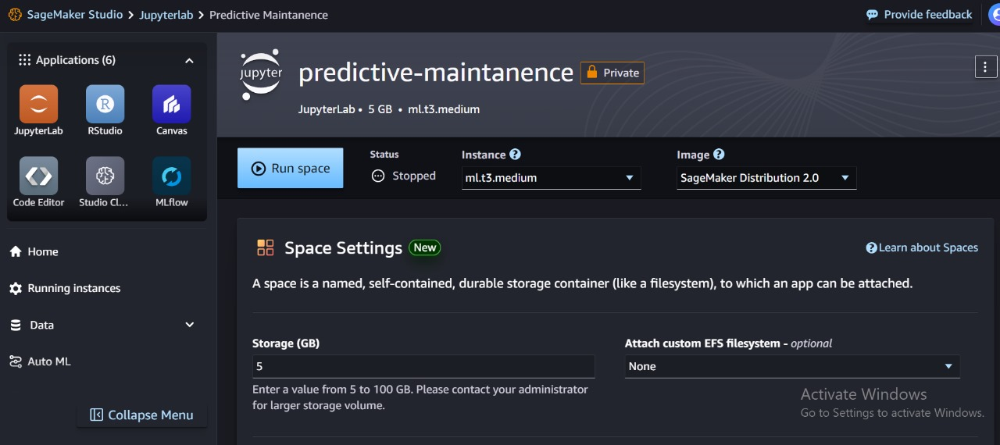 SageMaker Studio > Jupyterlab > Predictive Maintanence
Provide feedback
Applications (6)
JupyterLab
RStudio
Canvas
Code Editor
Studio Cl...
MLflow
Home
Running instances
Data
Auto ML
Collapse Menu
jupyter
predictive-maintanence
Private
JupyterLab • 5 GB • ml.t3.medium
Run space
Status
Stopped
Instance
ml.t3.medium
Image
SageMaker Distribution 2.0
Space Settings New
Learn about Spaces
A space is a named, self-contained, durable storage container (like a filesystem), to which an app can be attached.
Storage (GB)
5
Enter a value from 5 to 100 GB. Please contact your administrator
for larger storage volume.
Attach custom EFS filesystem - optional
None
Activate Windows
Go to Settings to activate Windows.